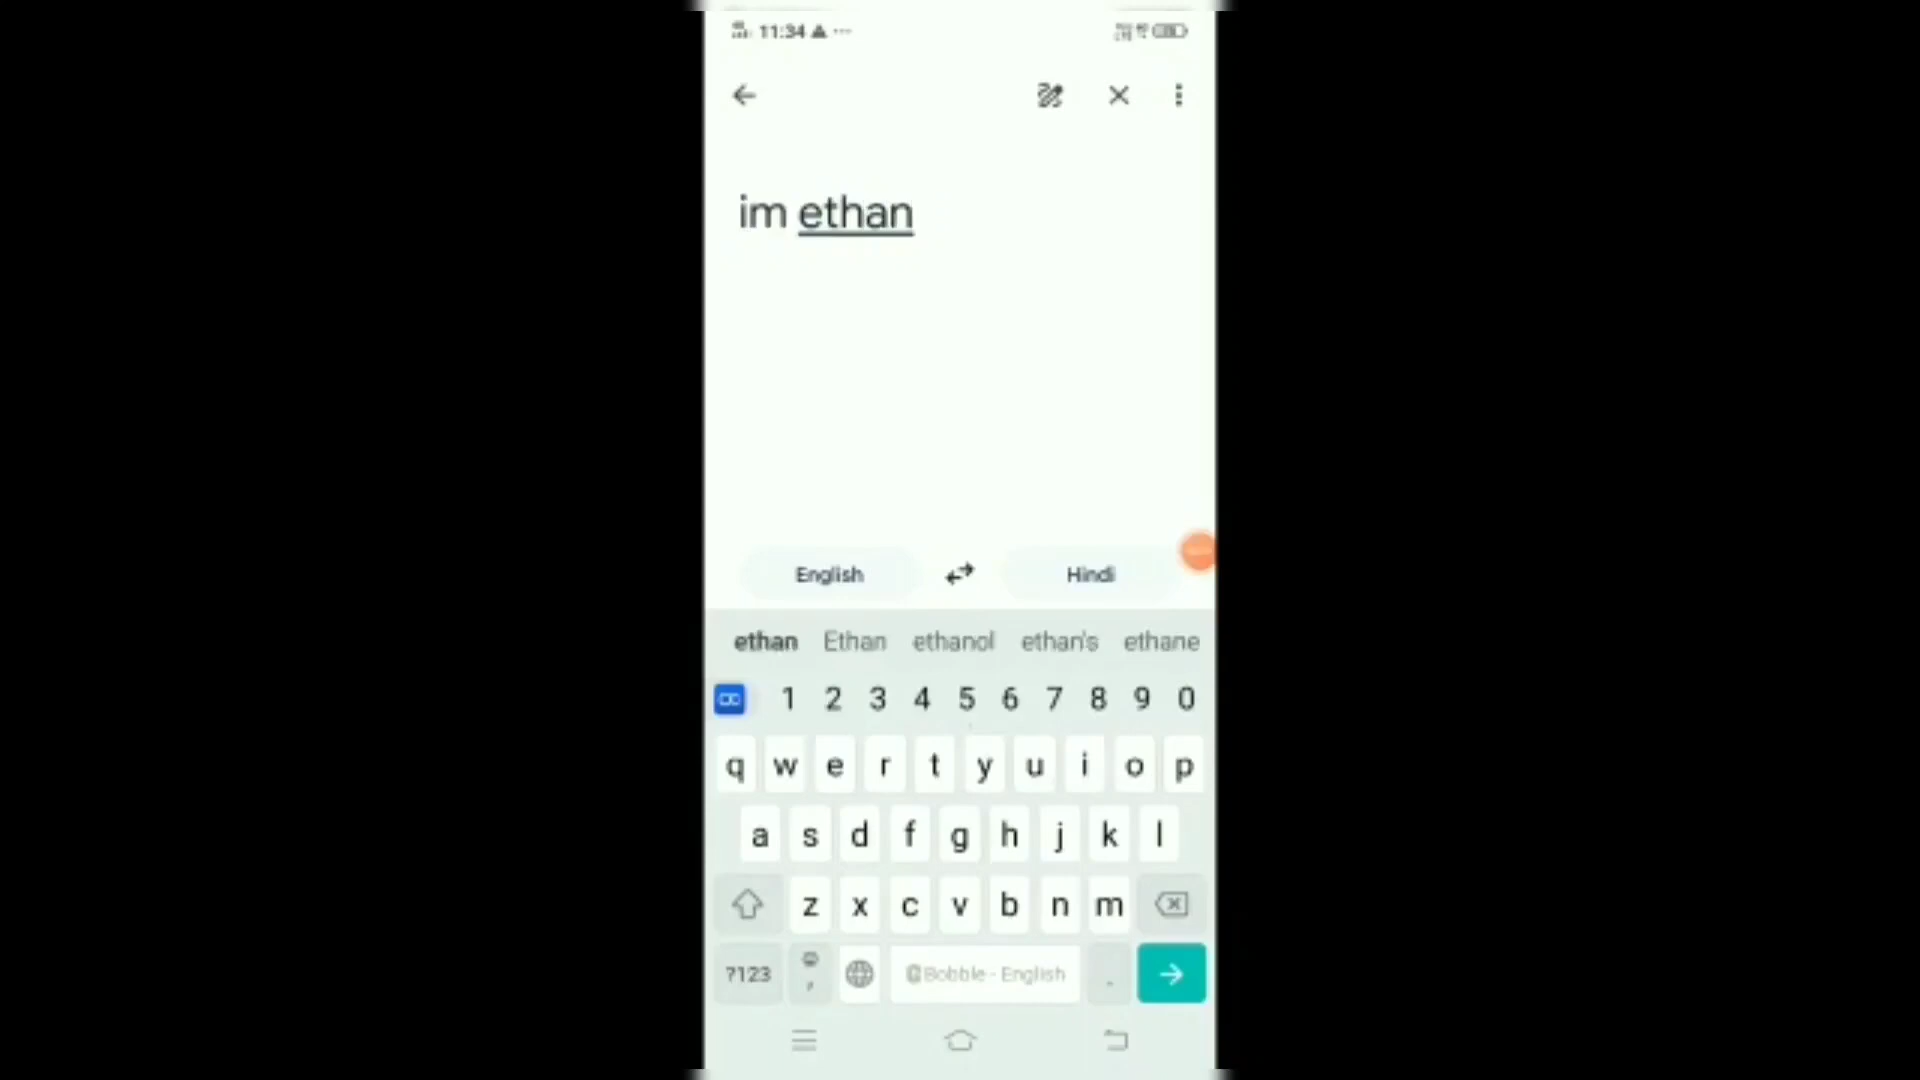 11:34
im ethan
English Hindi
ethan Ethan ethanol ethan's ethane
1 2 3 4 5 6 7 8 9 0
q w e r t y u i o p
a s d f g h j k l
z x c v b n m
?123 , Bobble - English .